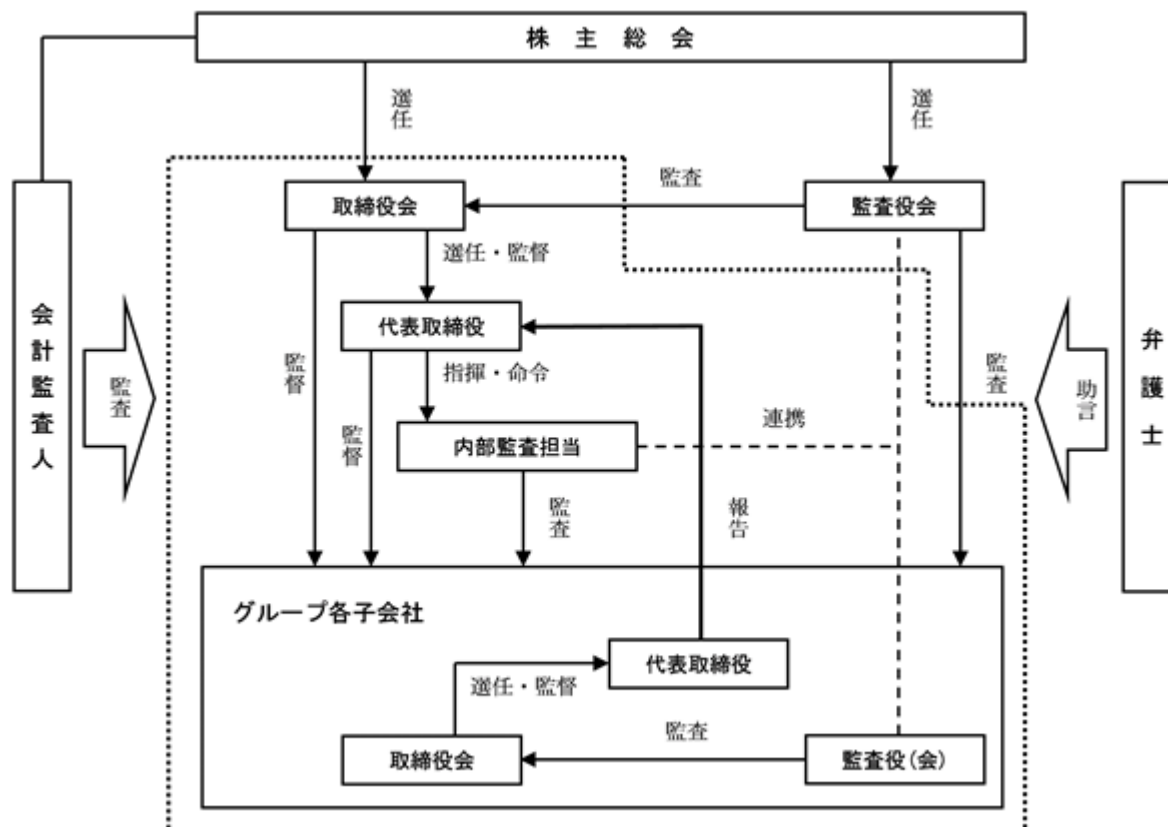 株主総会
選任
選任
監査
取締役会
監査役会
選任・監督
会計監査人
監査
監督
代表取締役
指揮・命令
監督
内部監査担当
連携
監査
助言
弁護士
監査
報告
グループ各子会社
代表取締役
選任・監督
監査
取締役会
監査役(会)